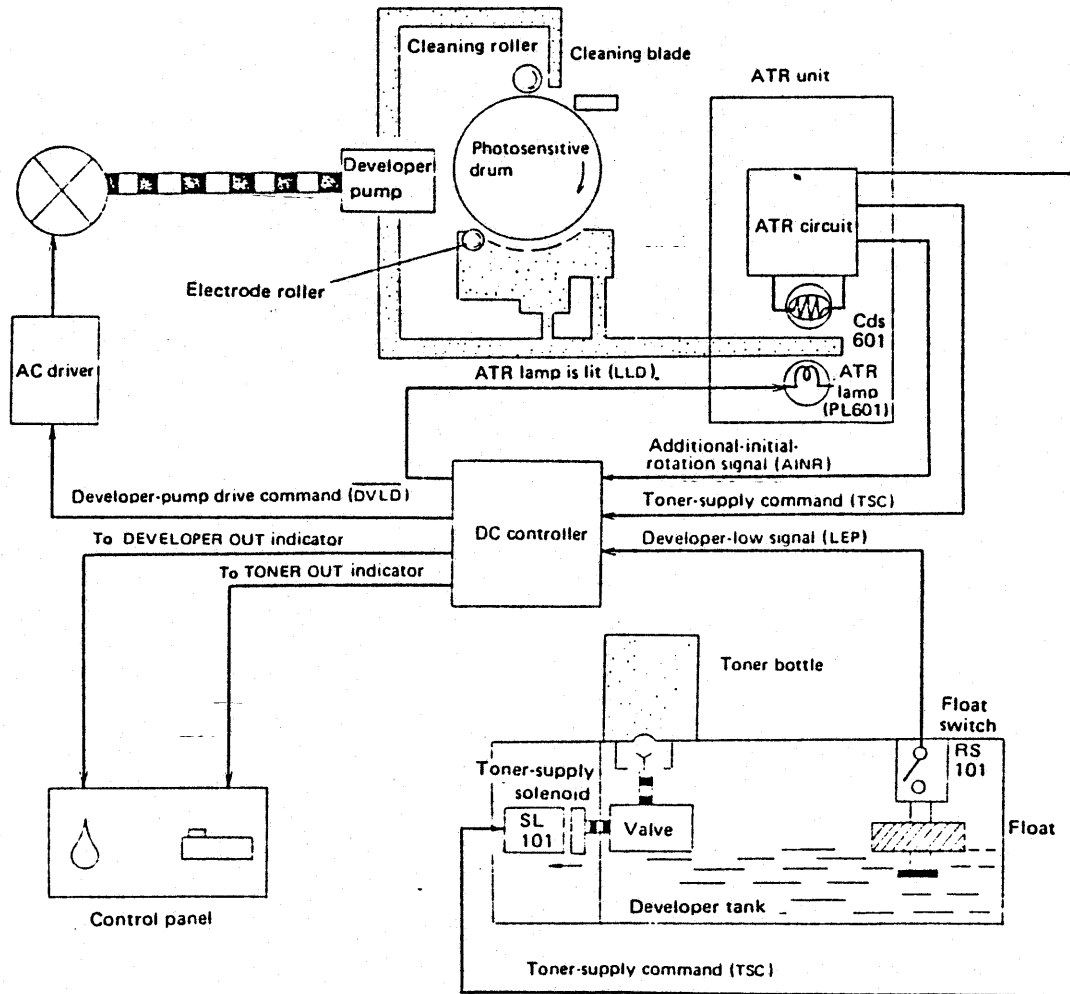 Cleaning roller
Cleaning blade
ATR unit
Photosensitive
drum
Developer
pump
ATR circuit
Electrode roller
Cds
601
AC driver
ATR lamp is lit (LLD).
ATR
lamp
(PL601)
Additional-initial-
rotation signal (AINR)
Developer-pump drive command (DVLD)
Toner-supply command (TSC)
To DEVELOPER OUT indicator
DC controller
Developer-low signal (LEP)
To TONER OUT indicator
Toner bottle
Float
switch
RS
101
Toner-supply
solenoid
SL
101
Valve
Float
Developer tank
Control panel
Toner-supply command (TSC)